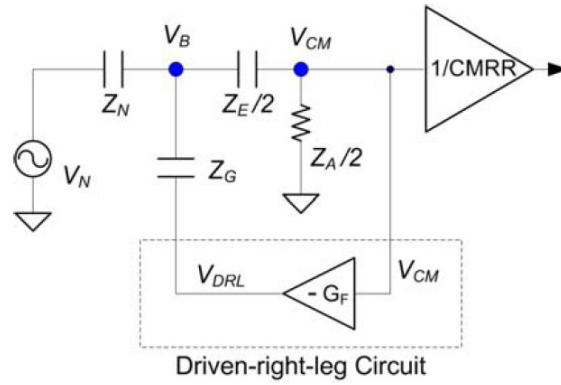 V_B
V_CM
1/CMRR
Z_N
Z_E/2
Z_A/2
V_N
Z_G
V_DRL
- G_F
V_CM
Driven-right-leg Circuit